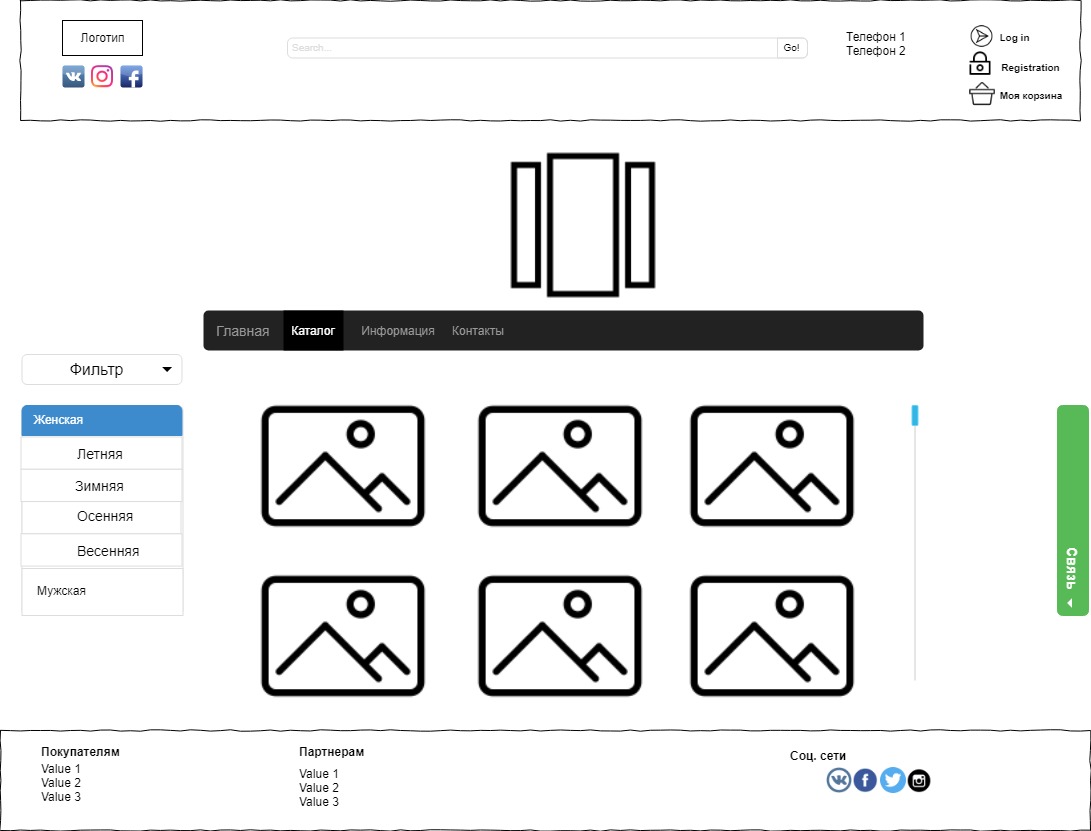 Логотип
Search...
Go!
Телефон 1
Телефон 2
Log in
Registration
Моя корзина
Главная
Каталог
Информация
Контакты
Фильтр
Женская
Летняя
Зимняя
Осенняя
Весенняя
Мужская
Связь
Покупателям
Value 1
Value 2
Value 3
Партнерам
Value 1
Value 2
Value 3
Соц. сети